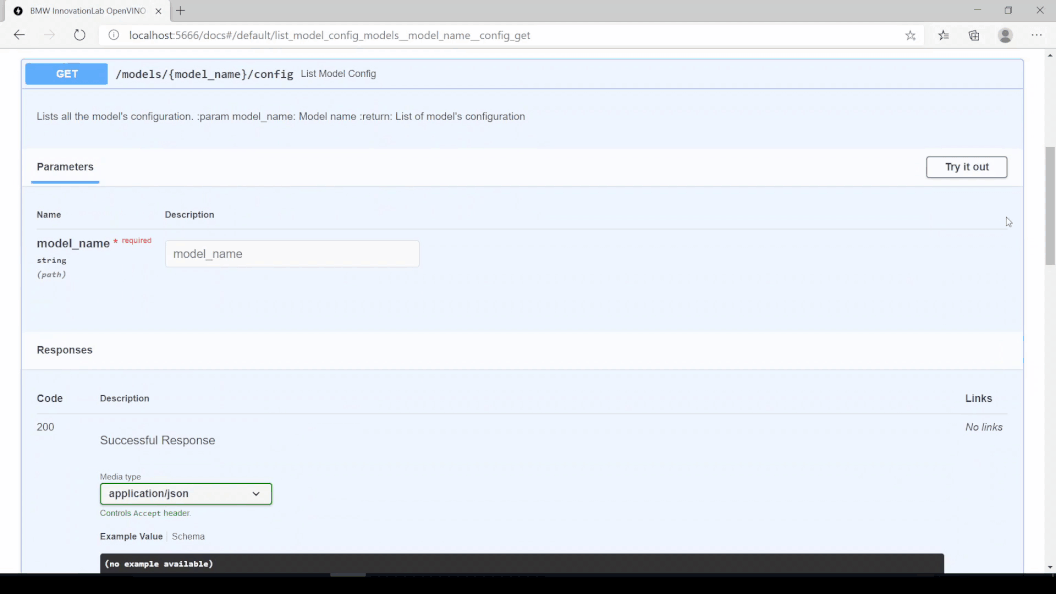 BMW InnovationLab OpenVINO
localhost:5666/docs#/default/list_model_config_models__model_name__config_get
GET /models/{model_name}/config List Model Config
Lists all the model's configuration. :param model_name: Model name :return: List of model's configuration
Parameters
Try it out
Name Description
model_name * required
model_name
string
(path)
Responses
Code Description Links
200 No links
Successful Response
Media type
application/json
Controls Accept header.
Example Value Schema
(no example available)